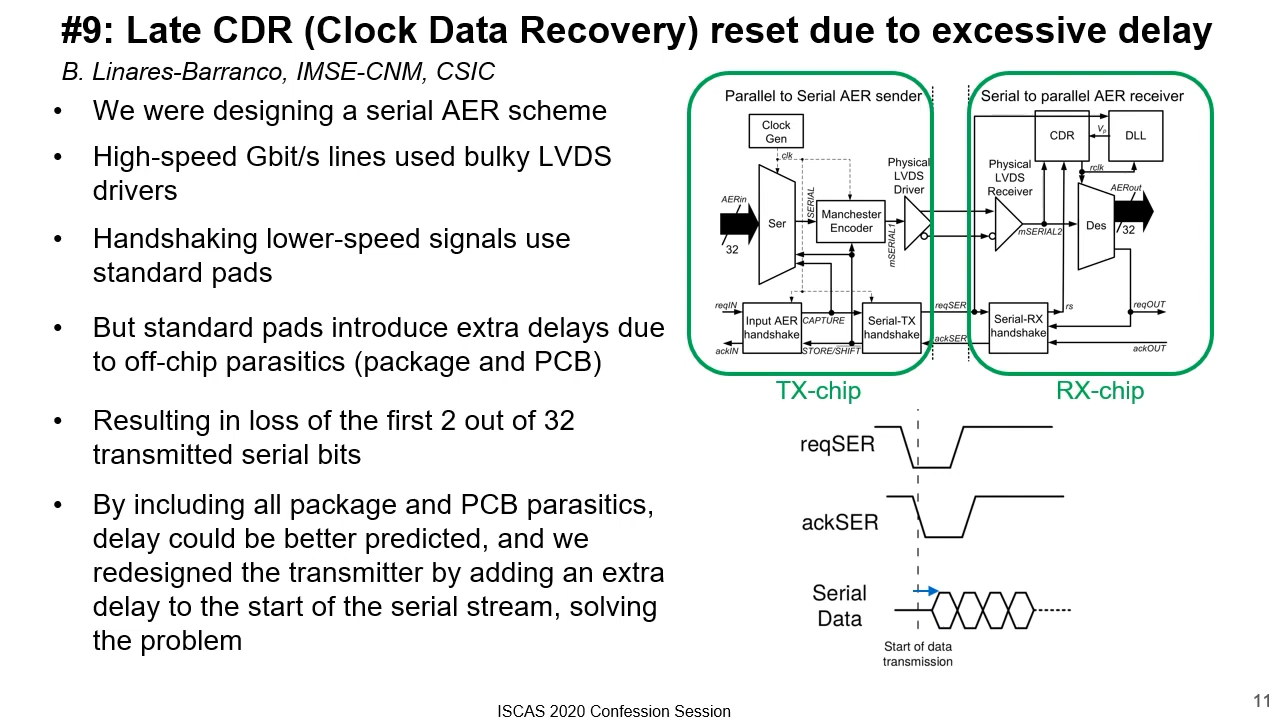 #9: Late CDR (Clock Data Recovery) reset due to excessive delay
B. Linares-Barranco, IMSE-CNM, CSIC
• We were designing a serial AER scheme
• High-speed Gbit/s lines used bulky LVDS
drivers
• Handshaking lower-speed signals use
standard pads
• But standard pads introduce extra delays due
to off-chip parasitics (package and PCB)
• Resulting in loss of the first 2 out of 32
transmitted serial bits
• By including all package and PCB parasitics,
delay could be better predicted, and we
redesigned the transmitter by adding an extra
delay to the start of the serial stream, solving
the problem
Parallel to Serial AER sender
Clock
Gen
clk
AERin
32
Ser
SERIAL
Manchester
Encoder
mSERIAL1
Physical
LVDS
Driver
reqIN
ackIN
Input AER
handshake
CAPTURE
STORE/SHIFT
Serial-TX
handshake
reqSER
ackSER
TX-chip
Serial to parallel AER receiver
CDR
Vp
DLL
rclk
Physical
LVDS
Receiver
mSERIAL2
Des
AERout
32
Serial-RX
handshake
rs
reqOUT
ackOUT
RX-chip
reqSER
ackSER
Serial
Data
Start of data
transmission
ISCAS 2020 Confession Session
11